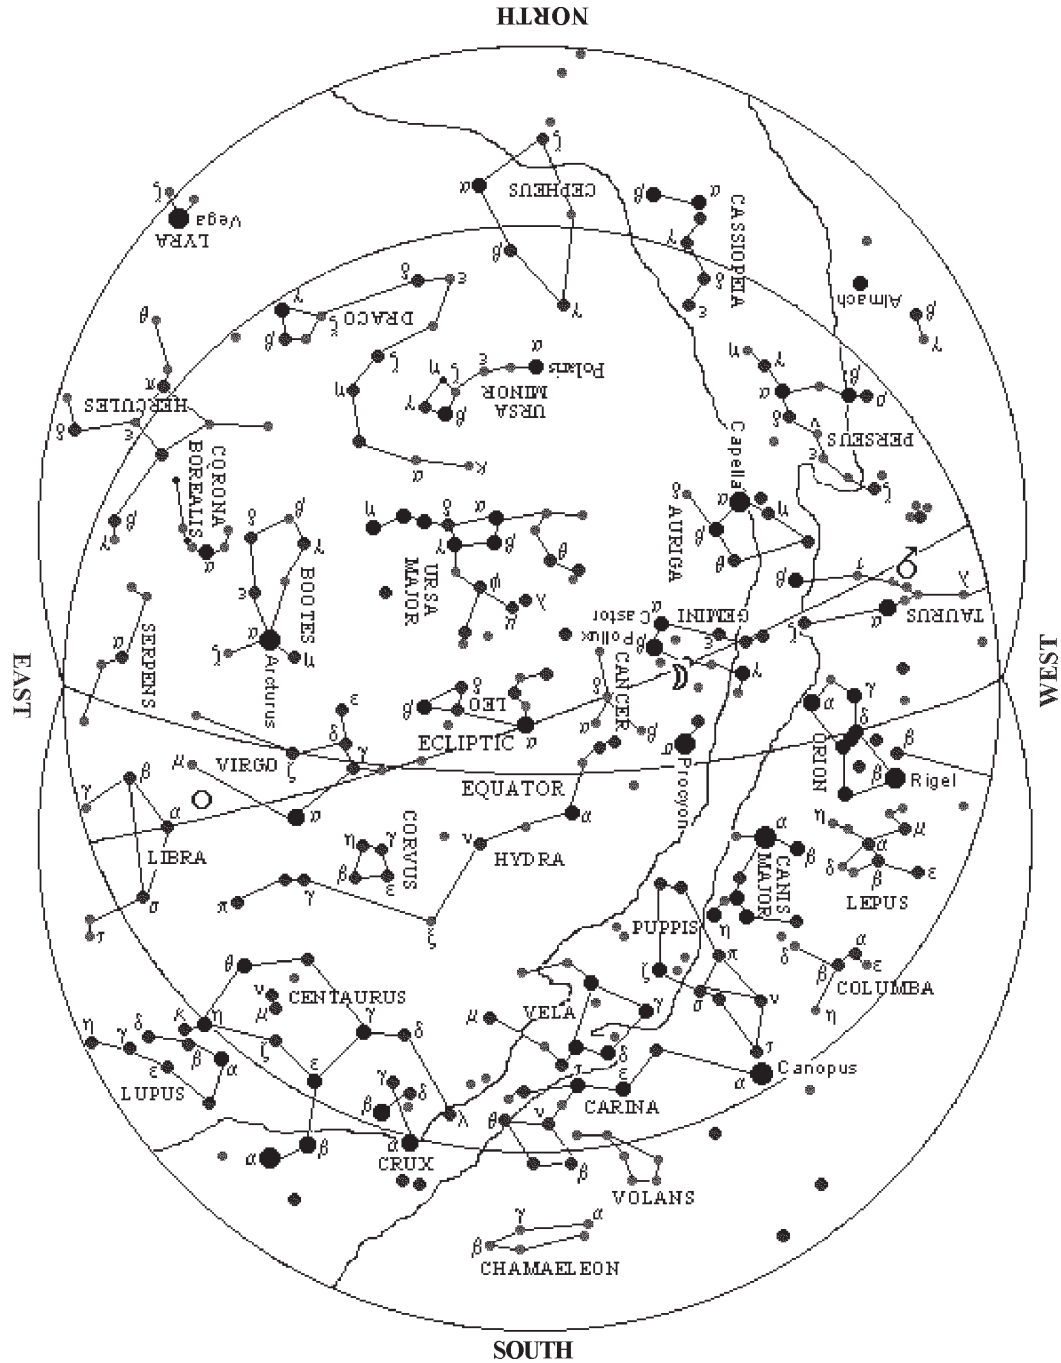 NORTH
ζ
α
CEPHEUS
β
γ
β
α
γ
δ
ε
CASSIOPEIA
ζ
Vega
LYRA
Almach
β
γ
δ
ε
γ
DRACO
ξ
β
ζ
η
α
κ
α
Polaris
ε
ζ
η
URSA
MINOR
γ
β
θ
π
HERCULES
ε
δ
β
γ
CORONA
BOREALIS
α
η
γ
α
β
ρ
δ
ν
PERSEUS
ε
ζ
Capella
α
η
δ
β
θ
AURIGA
δ
β
γ
ε
BOOTES
α
η
ζ
Arcturus
η
δ
α
γ
β
URSA
MAJOR
θ
ψ
λ
μ
SERPENS
α
β
τ
λ
TAURUS
α
ζ
α
Castor
GEMINI
ε
β
Pollux
γ
CANCER
δ
α
β
EAST
WEST
LEO
δ
β
α
ECLIPTIC
ε
δ
γ
VIRGO
ζ
μ
α
EQUATOR
α
Procyon
α
γ
δ
ORION
β
β
Rigel
β
γ
α
LIBRA
σ
τ
CORVUS
η
γ
β
ε
α
ν
HYDRA
π
γ
ξ
α
β
CANIS
MAJOR
η
η
μ
α
δ
β
ε
LEPUS
PUPPIS
ζ
π
σ
ν
τ
δ
α
β
ε
COLUMBA
η
θ
CENTAURUS
ν
μ
κ
η
ζ
γ
δ
ε
λ
β
α
η
γ
δ
β
ε
α
LUPUS
VELA
μ
γ
δ
ι
ε
CARINA
α
Canopus
θ
ν
β
γ
δ
β
α
CRUX
VOLANS
γ
α
β
CHAMAELEON
SOUTH